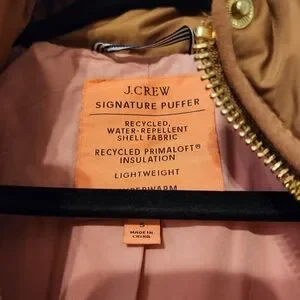 J.CREW
SIGNATURE PUFFER
RECYCLED,
WATER-REPELLENT
SHELL FABRIC
RECYCLED PRIMALOFT®
INSULATION
LIGHTWEIGHT
S
MADE IN
CHINA